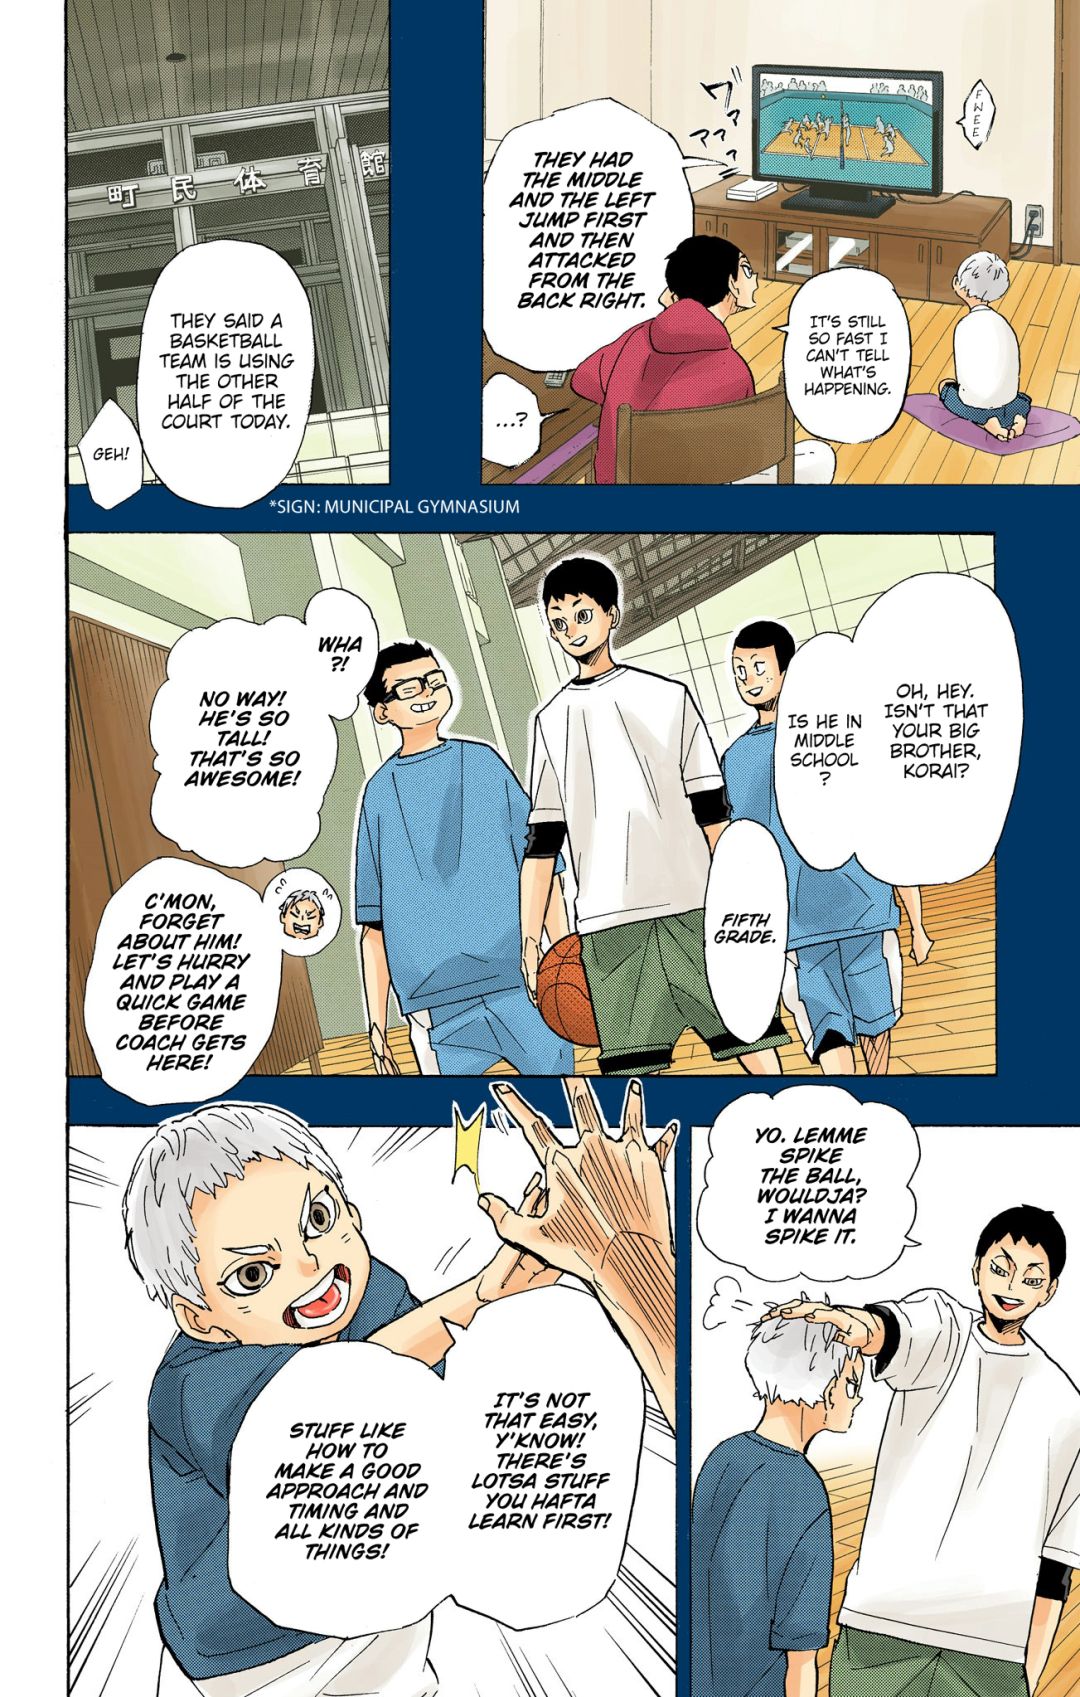 THEY HAD
THE MIDDLE
AND THE LEFT
JUMP FIRST
AND THEN
ATTACKED
FROM THE
BACK RIGHT.
ワァァ
ァァァ
FWEE
IT'S STILL
SO FAST I
CAN'T TELL
WHAT'S
HAPPENING.
...?
町民体育館
THEY SAID A
BASKETBALL
TEAM IS USING
THE OTHER
HALF OF THE
COURT TODAY.
GEH!
*SIGN: MUNICIPAL GYMNASIUM
OH, HEY.
ISN'T THAT
YOUR BIG
BROTHER,
KORAI?
IS HE IN
MIDDLE
SCHOOL
?
FIFTH
GRADE.
WHA
?!
NO WAY!
HE'S SO
TALL!
THAT'S SO
AWESOME!
C'MON,
FORGET
ABOUT HIM!
LET'S HURRY
AND PLAY A
QUICK GAME
BEFORE
COACH GETS
HERE!
YO. LEMME
SPIKE
THE BALL,
WOULDJA?
I WANNA
SPIKE IT.
IT'S NOT
THAT EASY,
Y'KNOW!
THERE'S
LOTSA STUFF
YOU HAFTA
LEARN FIRST!
STUFF LIKE
HOW TO
MAKE A GOOD
APPROACH AND
TIMING AND
ALL KINDS OF
THINGS!